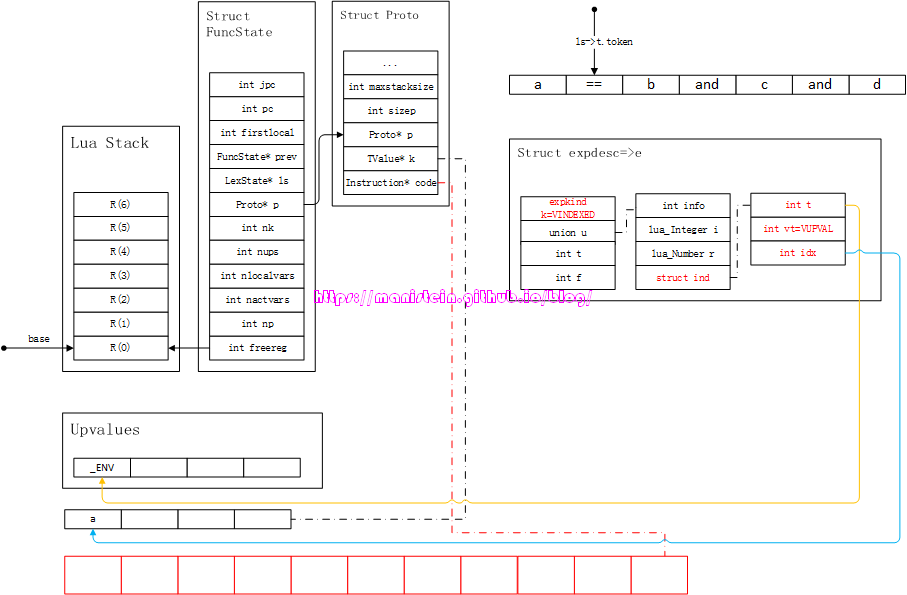 Struct
FuncState
int jpc
int pc
int firstlocal
FuncState* prev
LexState* ls
Proto* p
int nk
int nups
int nlocalvars
int nactvars
int np
int freereg
Struct Proto
...
int maxstacksize
int sizep
Proto* p
TValue* k
Instruction* code
ls->t.token
a == b and c and d
Lua Stack
R(6)
R(5)
R(4)
R(3)
R(2)
R(1)
R(0)
base
Struct expdesc=>e
expkind
k=VINDEXED
union u
int t
int f
int info
lua_Integer i
lua_Number r
struct ind
int t
int vt=VUPVAL
int idx
https://manistein.github.io/blog/
Upvalues
_ENV
a